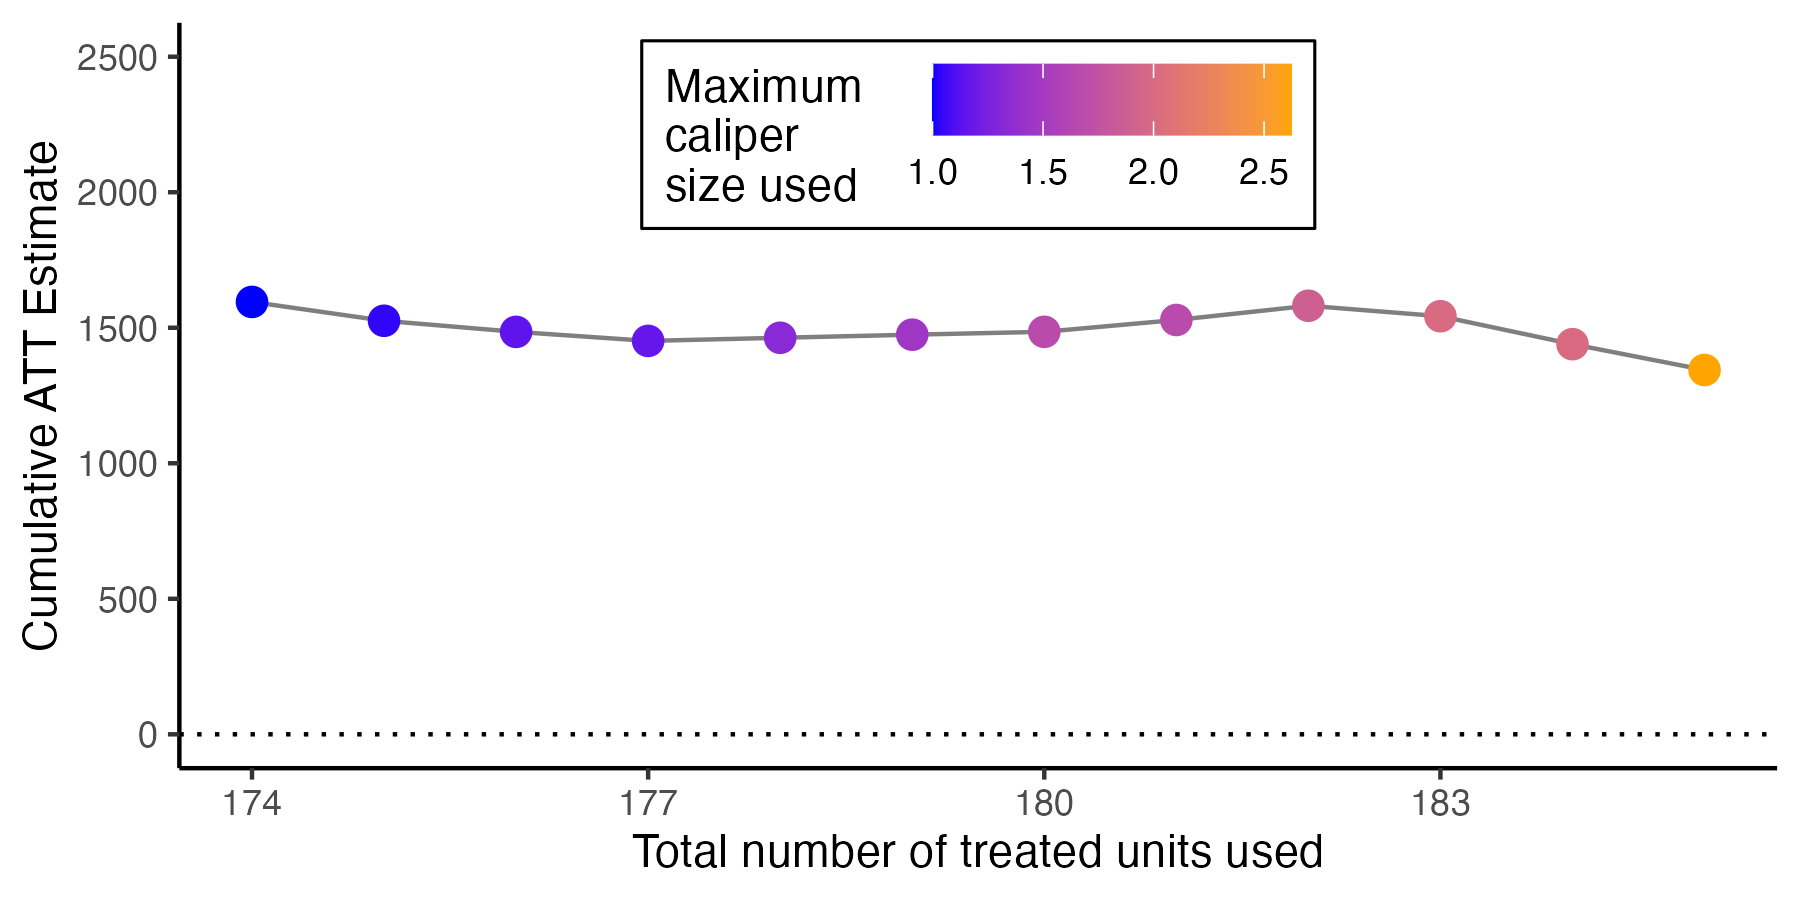 Maximum
caliper
size used
1.0 1.5 2.0 2.5
Cumulative ATT Estimate
2500
2000
1500
1000
500
0
174 177 180 183
Total number of treated units used